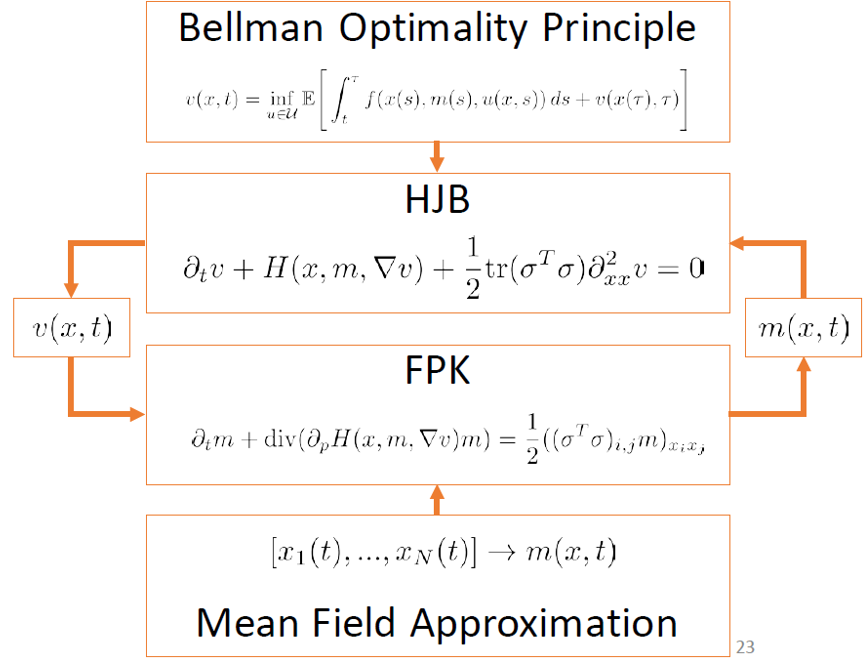 Bellman Optimality Principle
v(x, t) = inf_{u∈𝒰} 𝔼[∫_t^τ f(x(s), m(s), u(x, s)) ds + v(x(τ), τ)]
HJB
∂_t v + H(x, m, ∇v) + 1/2 tr(σ^T σ)∂²_{xx} v = 0
v(x, t)
m(x, t)
FPK
∂_t m + div(∂_p H(x, m, ∇v)m) = 1/2 ((σ^T σ)_{i,j} m)_{x_i x_j}
[x_1(t), ..., x_N(t)] → m(x, t)
Mean Field Approximation
23